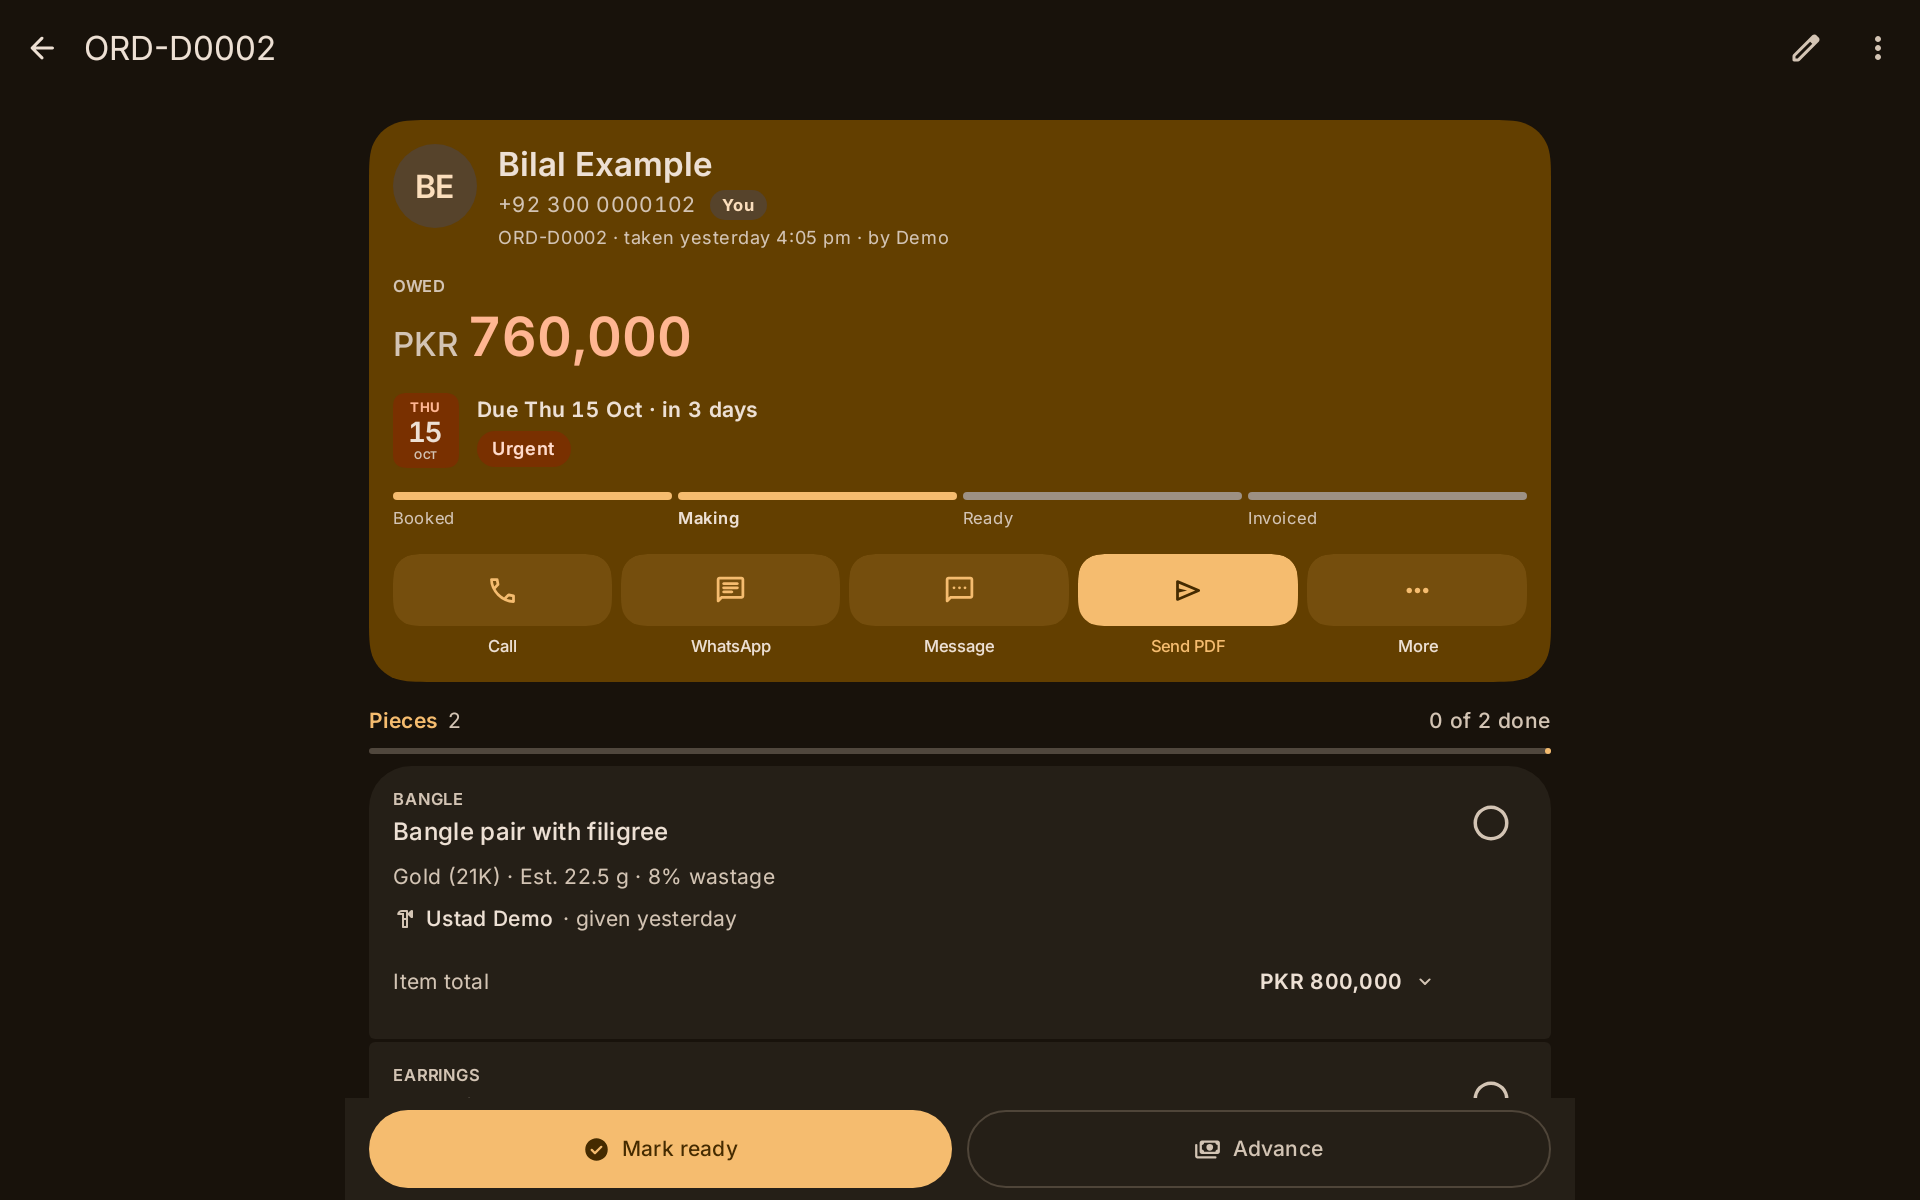 ORD-D0002
BE
Bilal Example
+92 300 0000102 You
ORD-D0002 · taken yesterday 4:05 pm · by Demo
OWED
PKR 760,000
THU
15
OCT
Due Thu 15 Oct · in 3 days
Urgent
Booked Making Ready Invoiced
Call WhatsApp Message Send PDF More
Pieces 2 0 of 2 done
BANGLE
Bangle pair with filigree
Gold (21K) · Est. 22.5 g · 8% wastage
Ustad Demo · given yesterday
Item total PKR 800,000
EARRINGS
Mark ready Advance